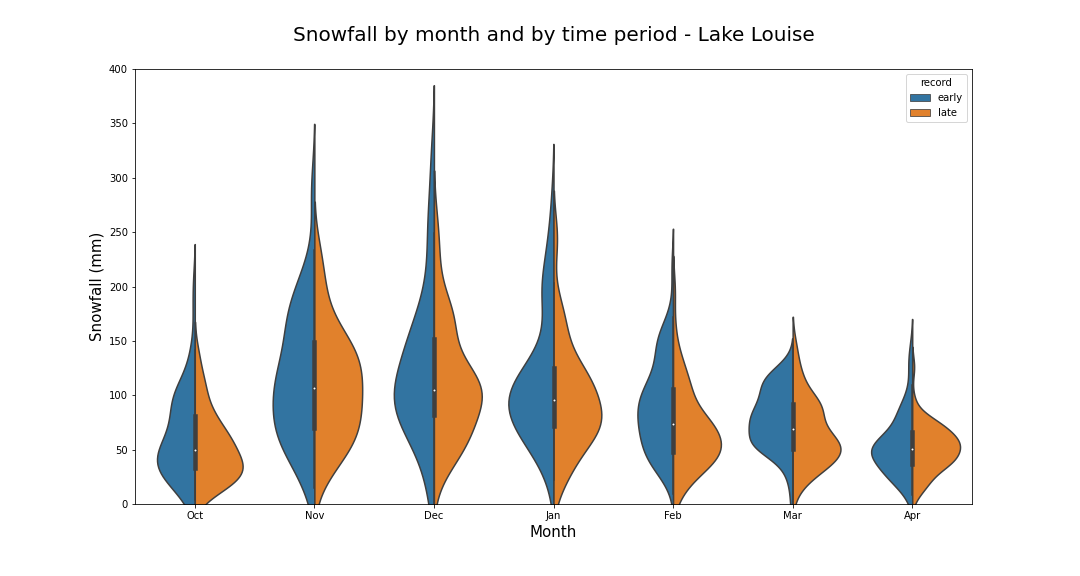 Snowfall by month and by time period - Lake Louise
400
350
300
250
200
150
100
50
0
Snowfall (mm)
record
early
late
Oct Nov Dec Jan Feb Mar Apr
Month